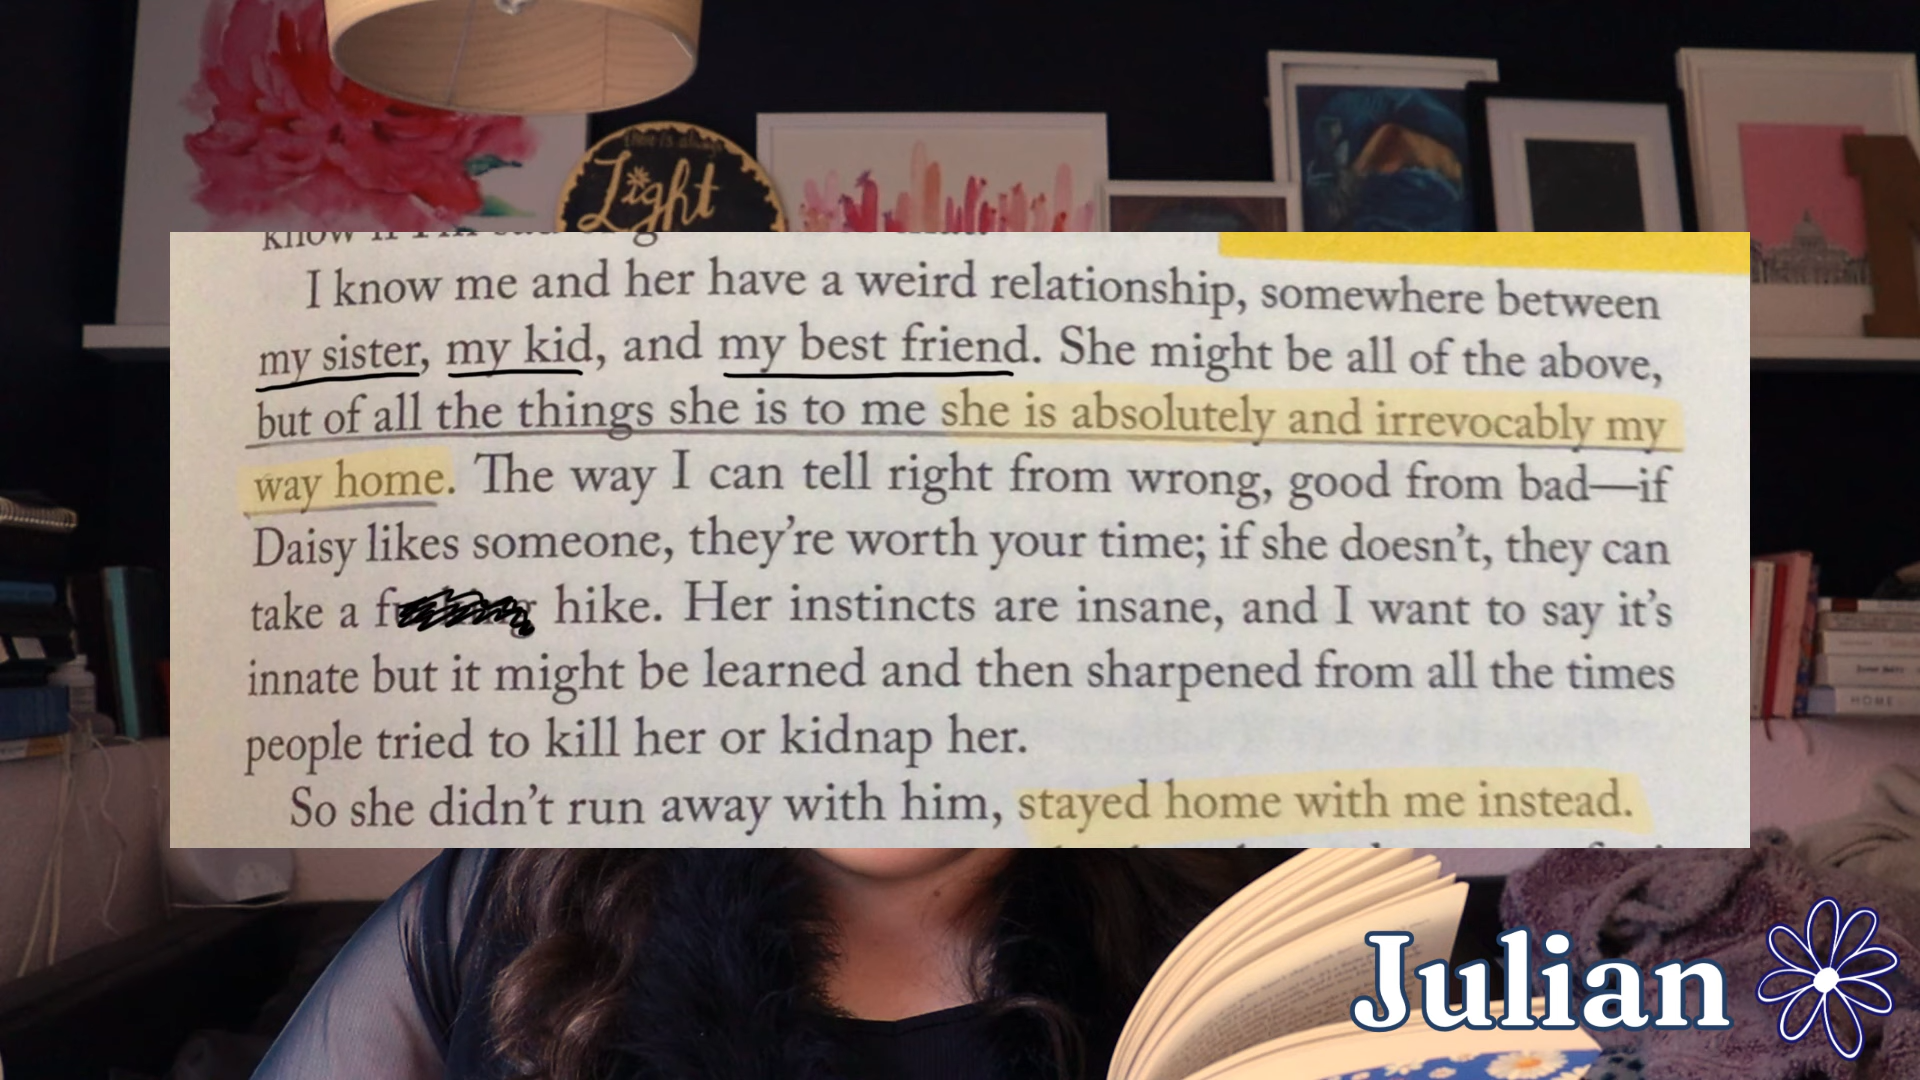 there is always
Light
I know me and her have a weird relationship, somewhere between
my sister, my kid, and my best friend. She might be all of the above,
but of all the things she is to me she is absolutely and irrevocably my
way home. The way I can tell right from wrong, good from bad—if
Daisy likes someone, they're worth your time; if she doesn't, they can
take a f hike. Her instincts are insane, and I want to say it's
innate but it might be learned and then sharpened from all the times
people tried to kill her or kidnap her.
So she didn't run away with him, stayed home with me instead.
HOME
Julian